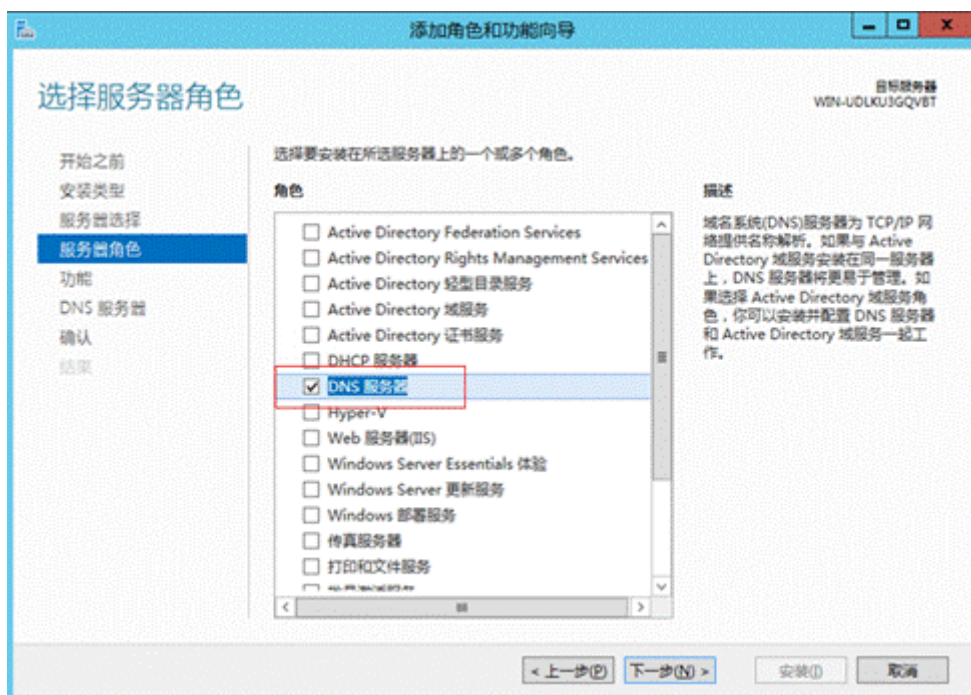 添加角色和功能向导
选择服务器角色
目标服务器
WIN-UDLKU3GQVBT
开始之前
安装类型
服务器选择
服务器角色
功能
DNS 服务器
确认
结果
选择要安装在所选服务器上的一个或多个角色。
角色
Active Directory Federation Services
Active Directory Rights Management Services
Active Directory 轻型目录服务
Active Directory 域服务
Active Directory 证书服务
DHCP 服务器
DNS 服务器
Hyper-V
Web 服务器(IIS)
Windows Server Essentials 体验
Windows Server 更新服务
Windows 部署服务
传真服务器
打印和文件服务
描述
域名系统(DNS)服务器为 TCP/IP 网
络提供名称解析。如果与 Active
Directory 域服务安装在同一服务器
上，DNS 服务器将更易于管理。如
果选择 Active Directory 域服务角
色，你可以安装并配置 DNS 服务器
和 Active Directory 域服务一起工
作。
< 上一步(P)
下一步(N) >
安装(I)
取消